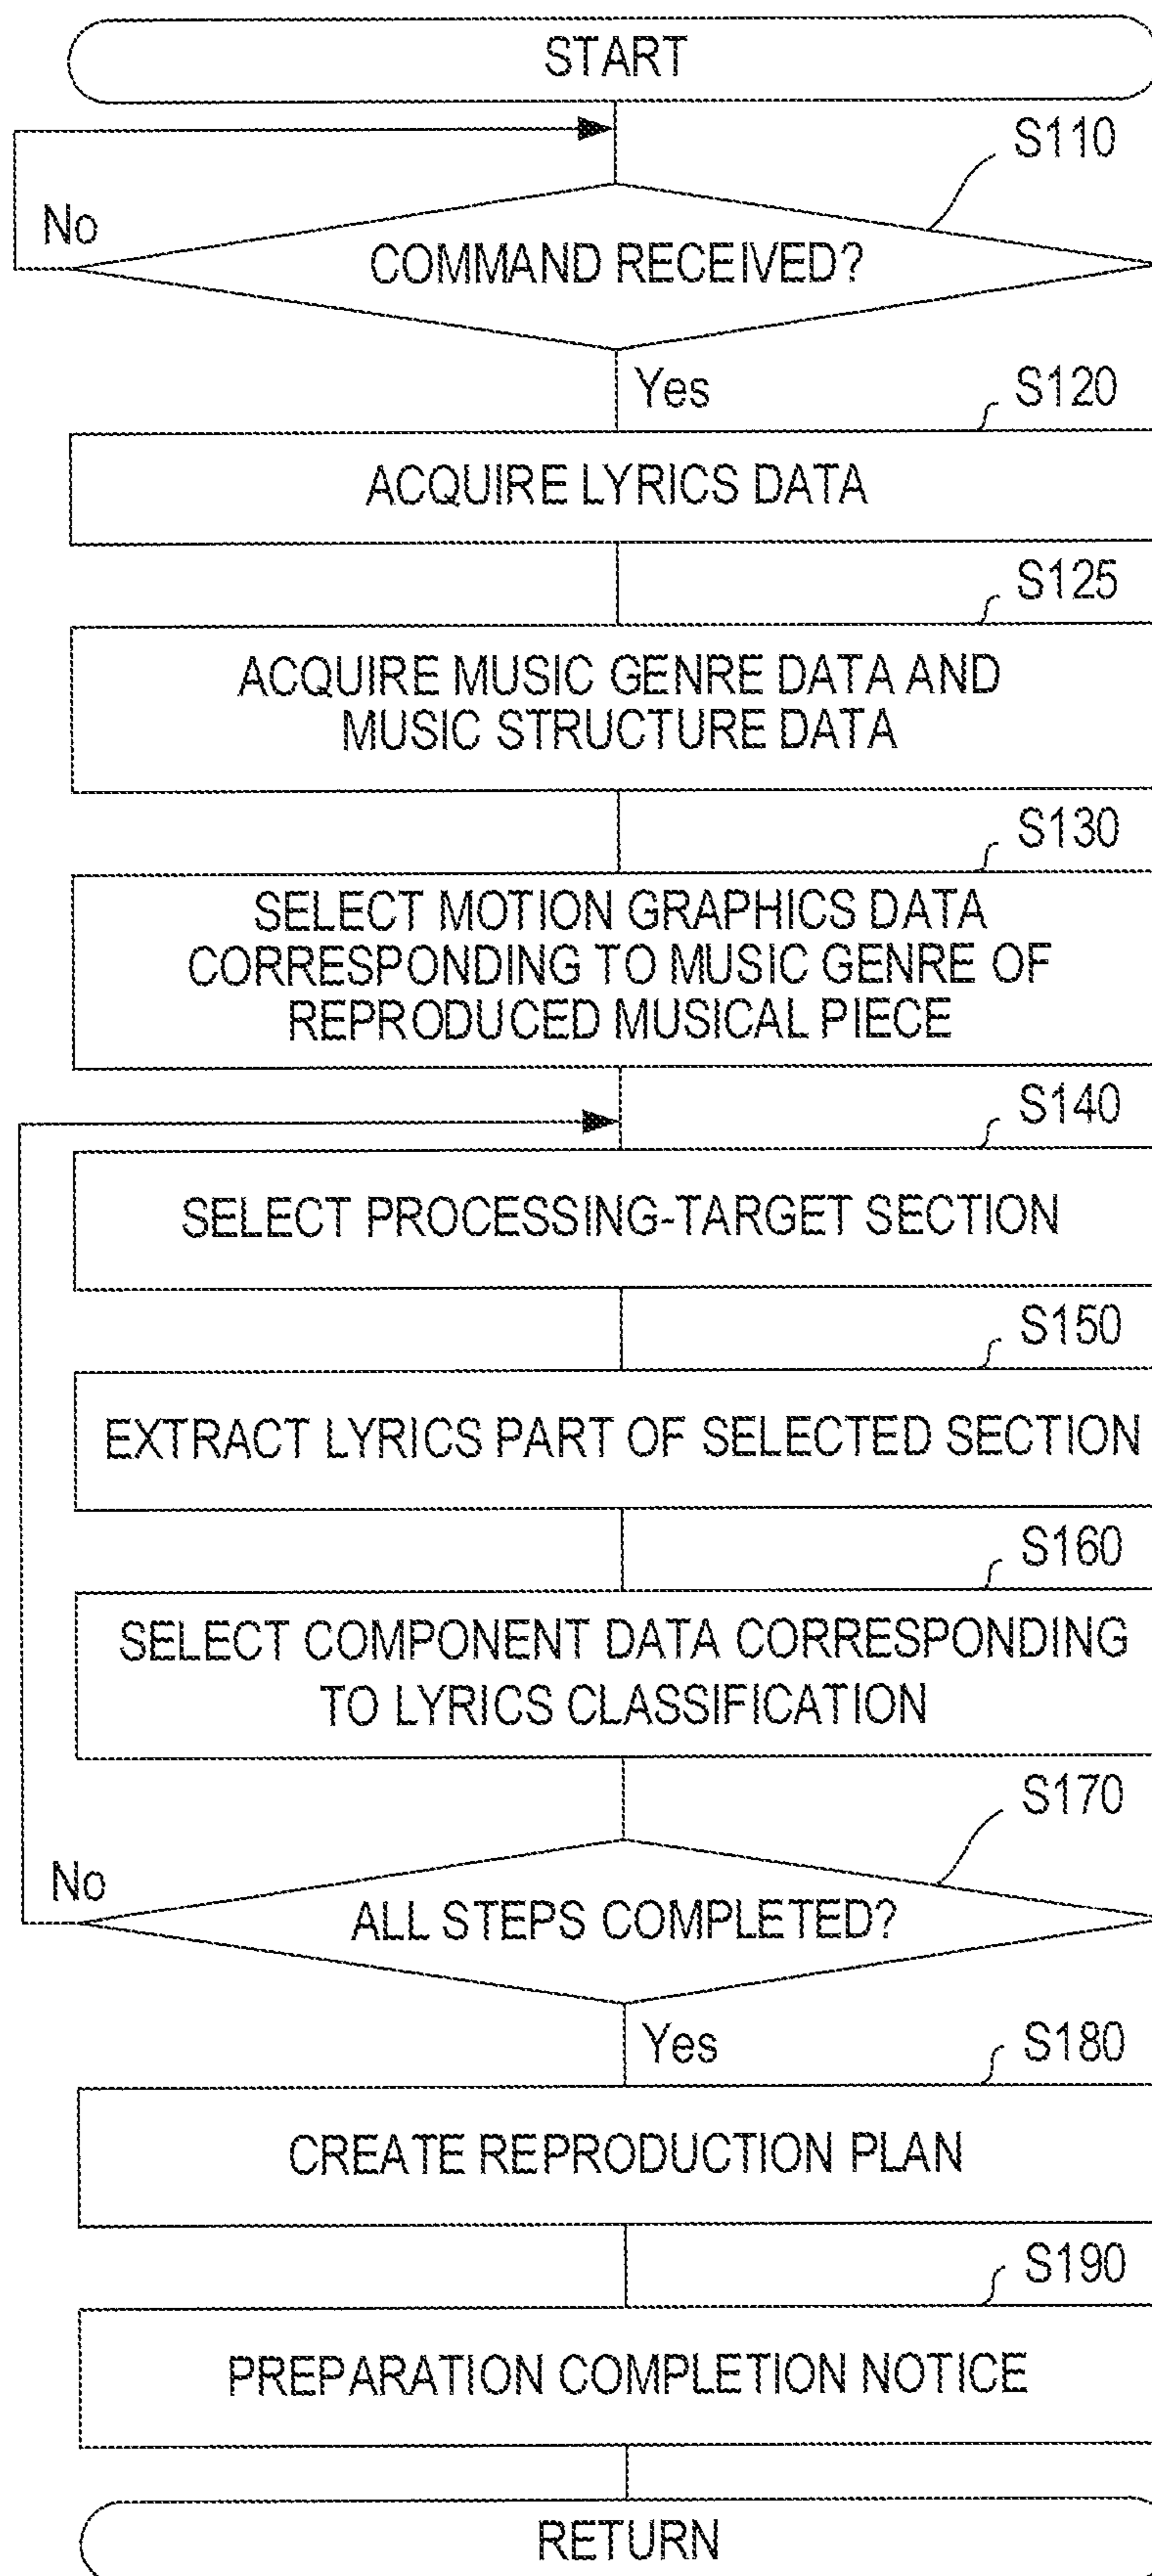 START
S110
No
COMMAND RECEIVED?
Yes
S120
ACQUIRE LYRICS DATA
S125
ACQUIRE MUSIC GENRE DATA AND
MUSIC STRUCTURE DATA
S130
SELECT MOTION GRAPHICS DATA
CORRESPONDING TO MUSIC GENRE OF
REPRODUCED MUSICAL PIECE
S140
SELECT PROCESSING-TARGET SECTION
S150
EXTRACT LYRICS PART OF SELECTED SECTION
S160
SELECT COMPONENT DATA CORRESPONDING
TO LYRICS CLASSIFICATION
S170
No
ALL STEPS COMPLETED?
Yes
S180
CREATE REPRODUCTION PLAN
S190
PREPARATION COMPLETION NOTICE
RETURN